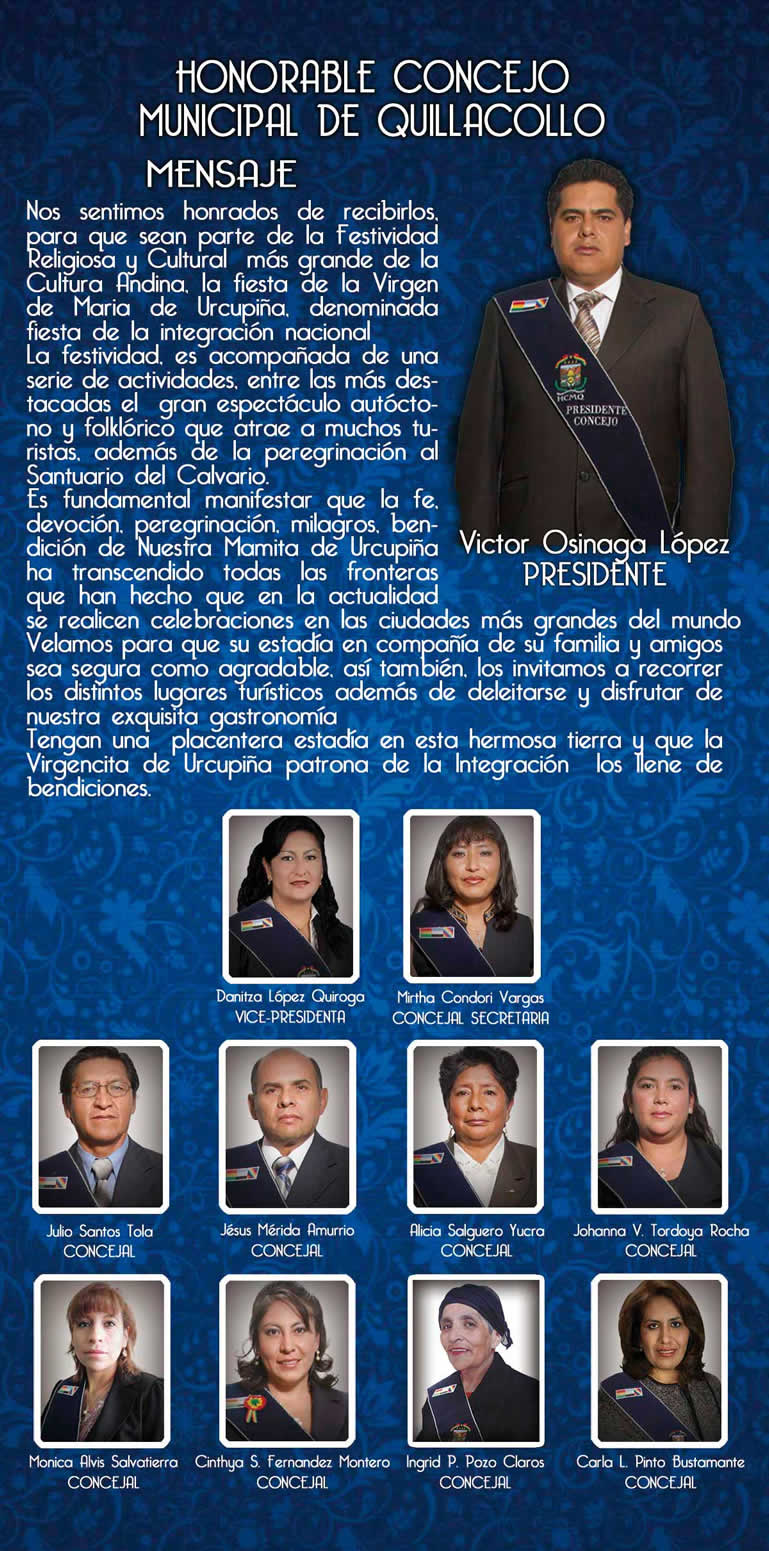 HONORABLE CONCEJO
MUNICIPAL DE QUILLACOLLO
MENSAJE
Nos sentimos honrados de recibirlos,
para que sean parte de la Festividad
Religiosa y Cultural más grande de la
Cultura Andina, la fiesta de la Virgen
de Maria de Urcupiña, denominada
fiesta de la integración nacional
La festividad, es acompañada de una
serie de actividades, entre las más des-
tacadas el gran espectáculo autócto-
no y folklórico que atrae a muchos tu-
ristas, además de la peregrinación al
Santuario del Calvario.
Es fundamental manifestar que la fe,
devoción, peregrinación, milagros, ben-
dición de Nuestra Mamita de Urcupiña
ha transcendido todas las fronteras
que han hecho que en la actualidad
se realicen celebraciones en las ciudades más grandes del mundo
Velamos para que su estadía en compañía de su familia y amigos
sea segura como agradable, así también, los invitamos a recorrer
los distintos lugares turísticos además de deleitarse y disfrutar de
nuestra exquisita gastronomía
Tengan una placentera estadía en esta hermosa tierra y que la
Virgencita de Urcupiña patrona de la Integración los llene de
bendiciones.
HCMQ
PRESIDENTE
CONCEJO
Victor Osinaga López
PRESIDENTE
Danitza López Quiroga
VICE-PRESIDENTA
Mirtha Condori Vargas
CONCEJAL SECRETARIA
Julio Santos Tola
CONCEJAL
Jésus Mérida Amurrio
CONCEJAL
Alicia Salguero Yucra
CONCEJAL
Johanna V. Tordoya Rocha
CONCEJAL
Monica Alvis Salvatierra
CONCEJAL
Cinthya S. Fernandez Montero
CONCEJAL
Ingrid P. Pozo Claros
CONCEJAL
Carla L. Pinto Bustamante
CONCEJAL